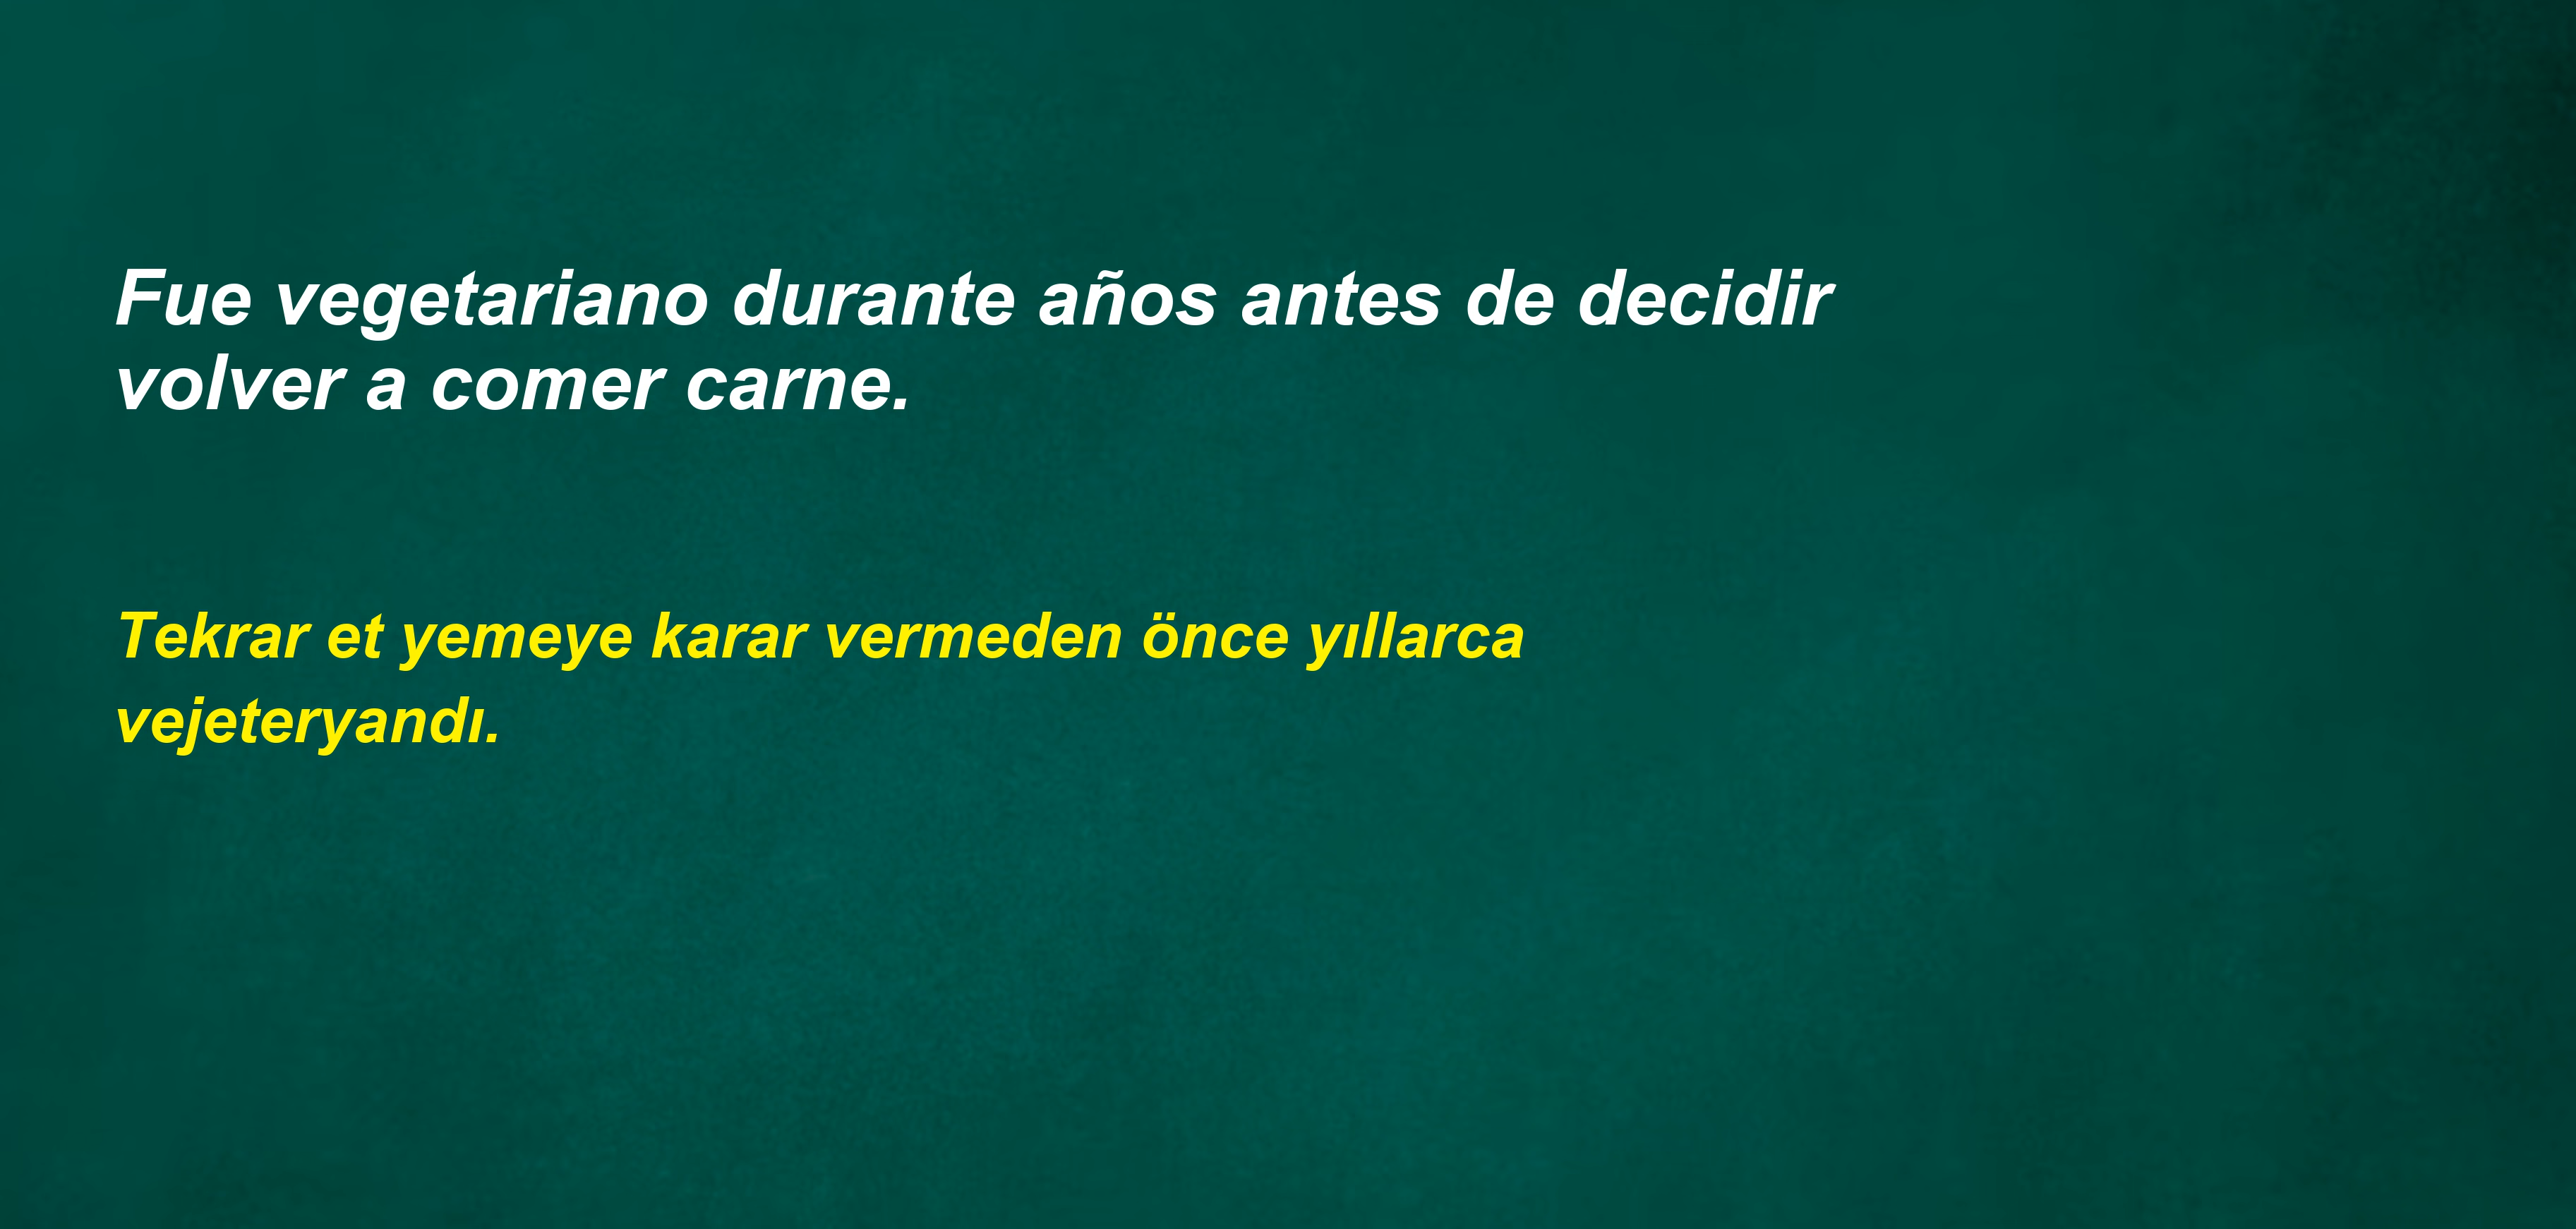 Fue vegetariano durante años antes de decidir
volver a comer carne.
Tekrar et yemeye karar vermeden önce yıllarca
vejeteryandı.